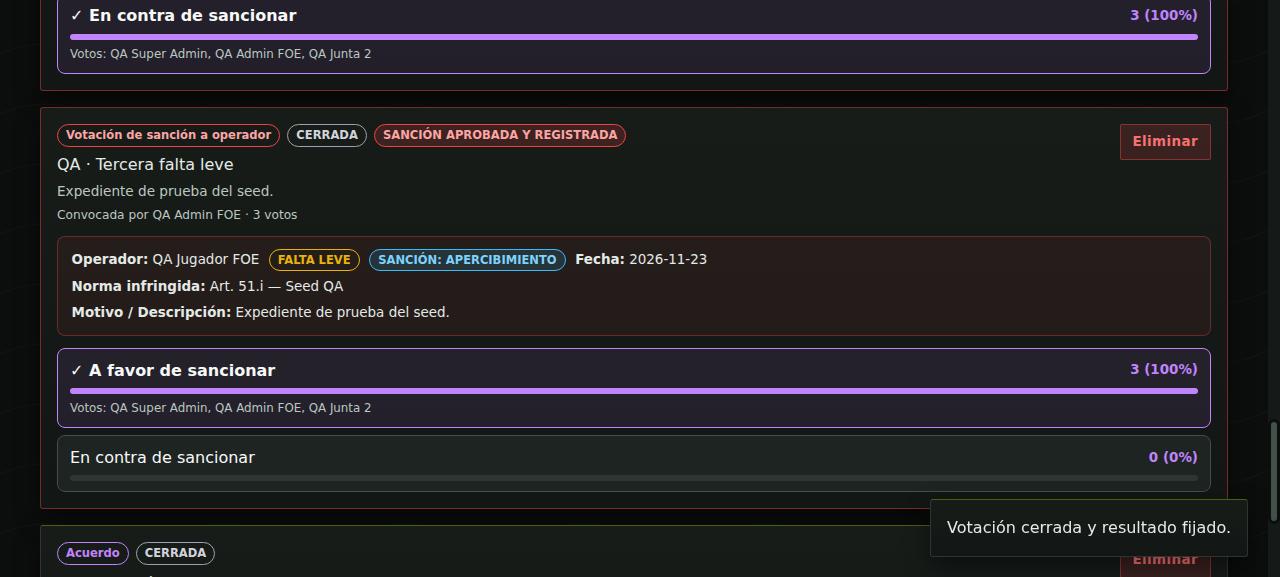 ✓ En contra de sancionar 3 (100%)
Votos: QA Super Admin, QA Admin FOE, QA Junta 2
Votación de sanción a operador CERRADA SANCIÓN APROBADA Y REGISTRADA Eliminar
QA · Tercera falta leve
Expediente de prueba del seed.
Convocada por QA Admin FOE · 3 votos
Operador: QA Jugador FOE FALTA LEVE SANCIÓN: APERCIBIMIENTO Fecha: 2026-11-23
Norma infringida: Art. 51.i — Seed QA
Motivo / Descripción: Expediente de prueba del seed.
✓ A favor de sancionar 3 (100%)
Votos: QA Super Admin, QA Admin FOE, QA Junta 2
En contra de sancionar 0 (0%)
Votación cerrada y resultado fijado.
Acuerdo CERRADA Eliminar